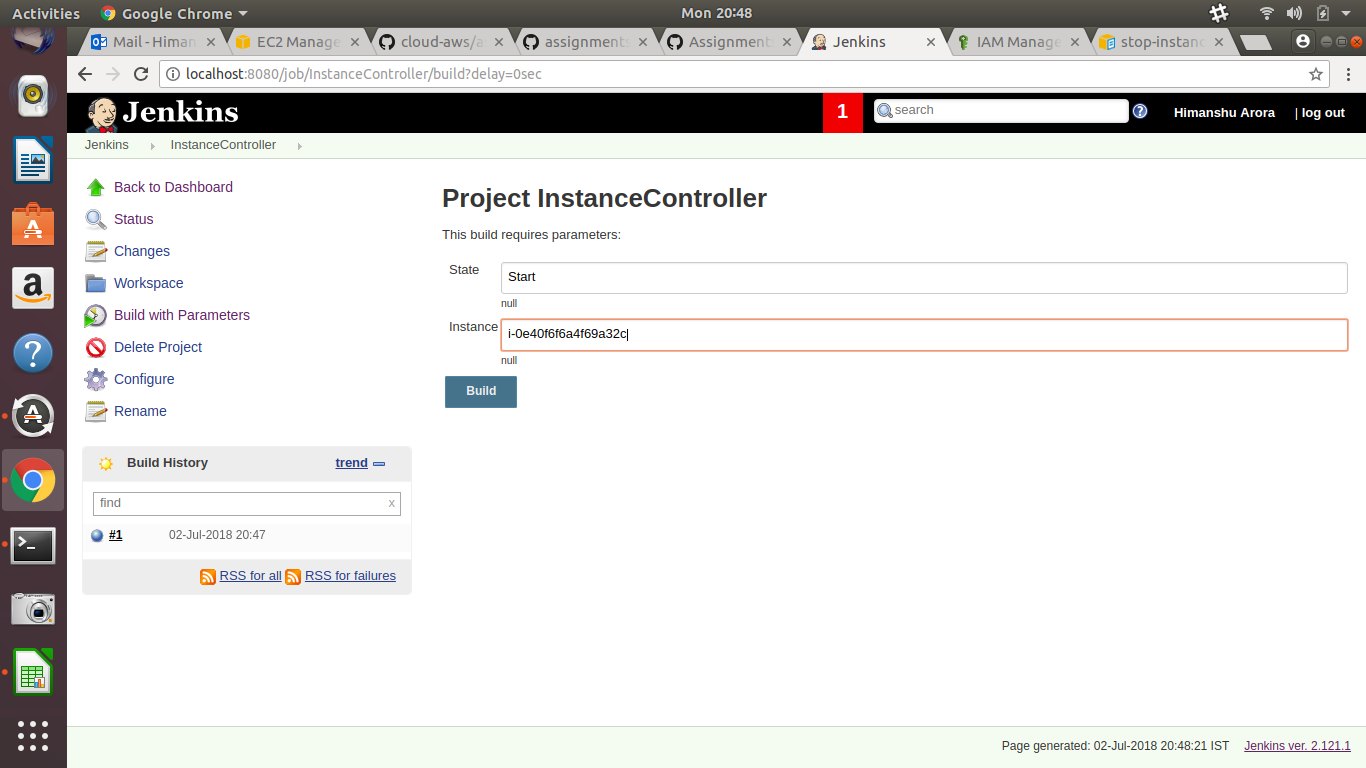 Activities Google Chrome Mon 20:48
Mail - Himan EC2 Manage cloud-aws/a assignment Assignment Jenkins IAM Manage stop-instanc
localhost:8080/job/InstanceController/build?delay=0sec
Jenkins 1 search Himanshu Arora | log out
Jenkins InstanceController
Back to Dashboard
Status
Changes
Workspace
Build with Parameters
Delete Project
Configure
Rename
Build History trend
find x
#1 02-Jul-2018 20:47
RSS for all RSS for failures
Project InstanceController
This build requires parameters:
State Start
null
Instance i-0e40f6f6a4f69a32c
null
Build
Page generated: 02-Jul-2018 20:48:21 IST Jenkins ver. 2.121.1